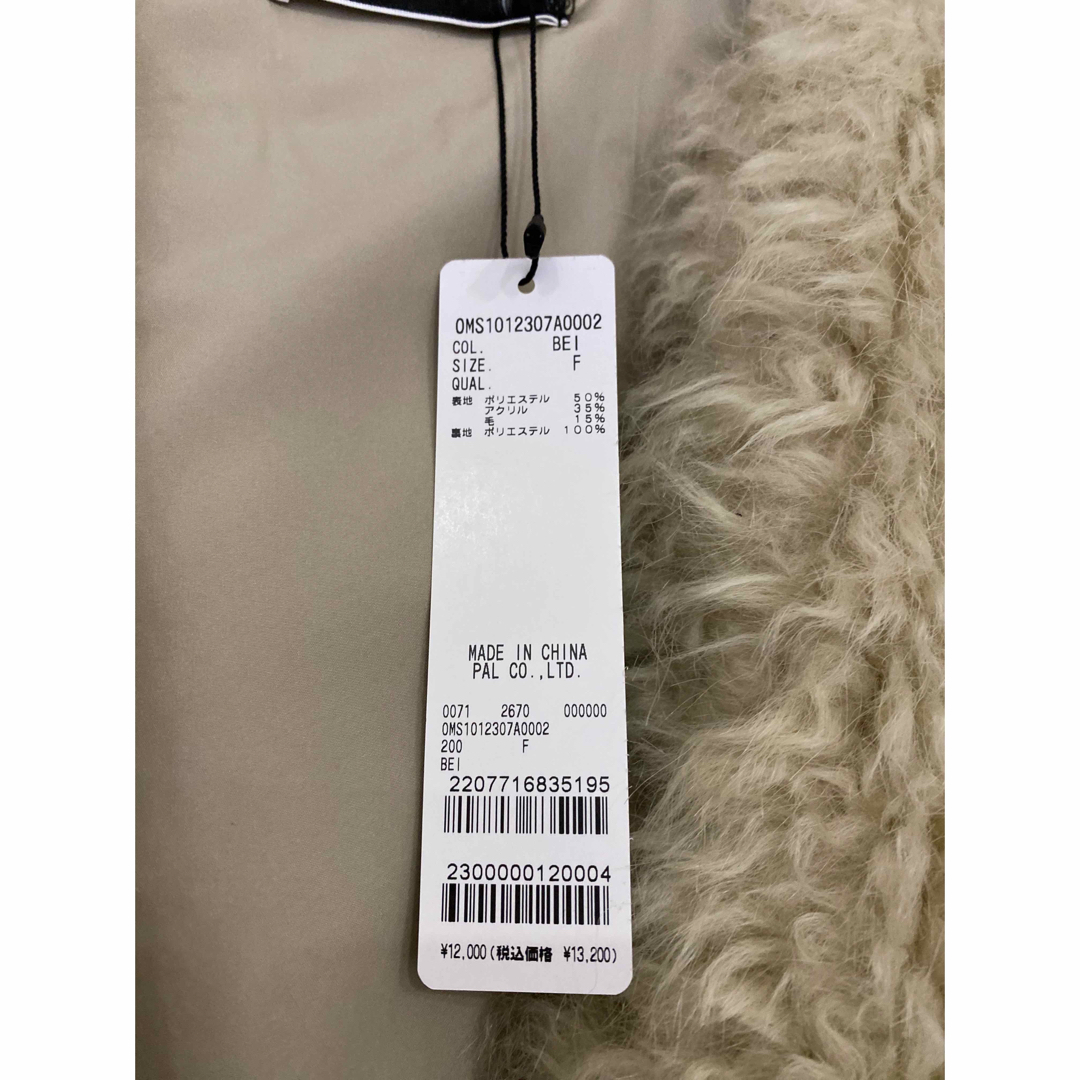 OMS1012307A0002
COL. BEI
SIZE. F
QUAL.
表地 ポリエステル 50%
アクリル 35%
毛 15%
裏地 ポリエステル 100%
MADE IN CHINA
PAL CO.,LTD.
0071 2670 000000
OMS1012307A0002
200 F
BEI
2207716835195
2300000120004
¥12,000(税込価格 ¥13,200)